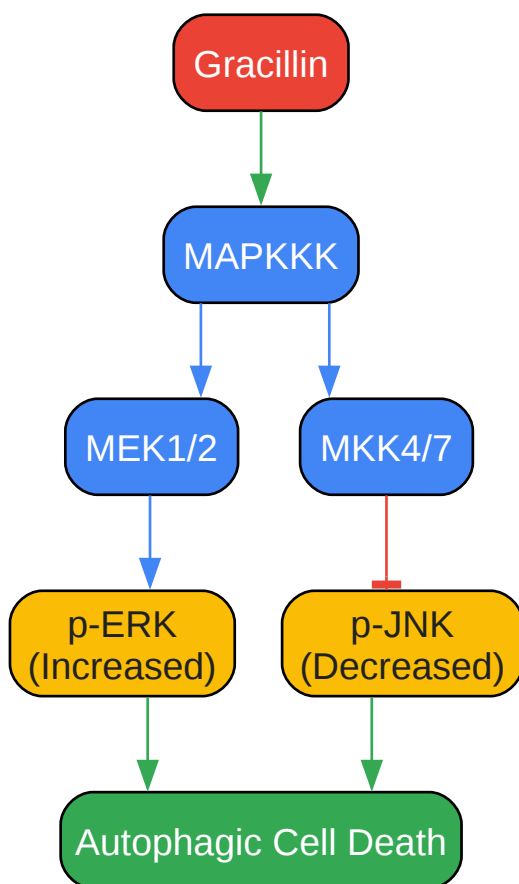 Gracillin
MAPKKK
MEK1/2
MKK4/7
p-ERK
(Increased)
p-JNK
(Decreased)
Autophagic Cell Death